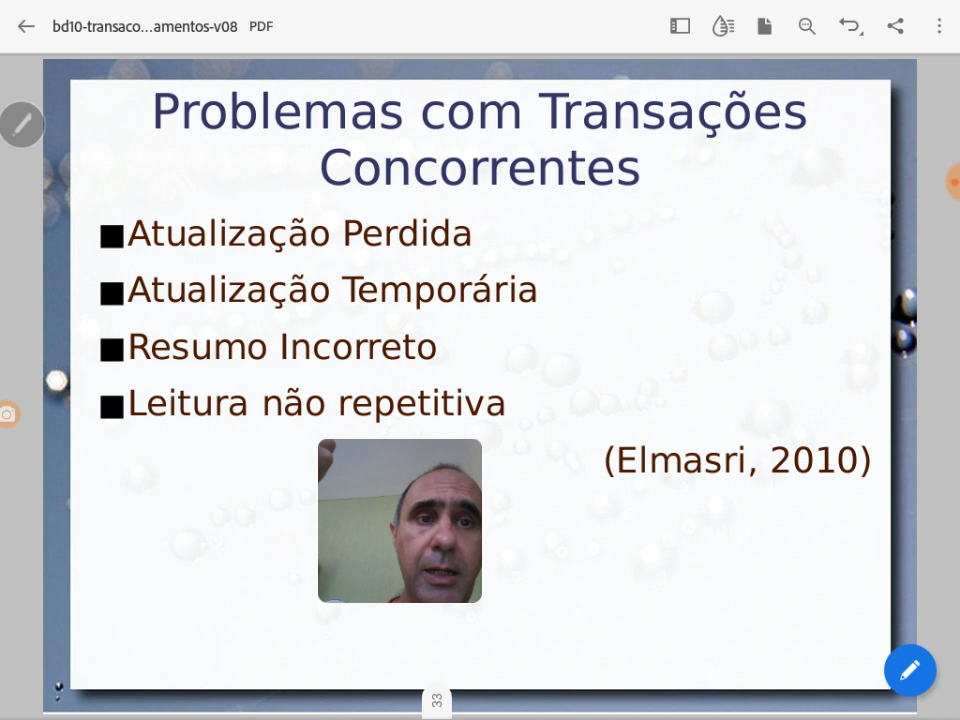 bd10-transaco...amentos-v08 PDF
Problemas com Transações
Concorrentes
Atualização Perdida
Atualização Temporária
Resumo Incorreto
Leitura não repetitiva
(Elmasri, 2010)
33